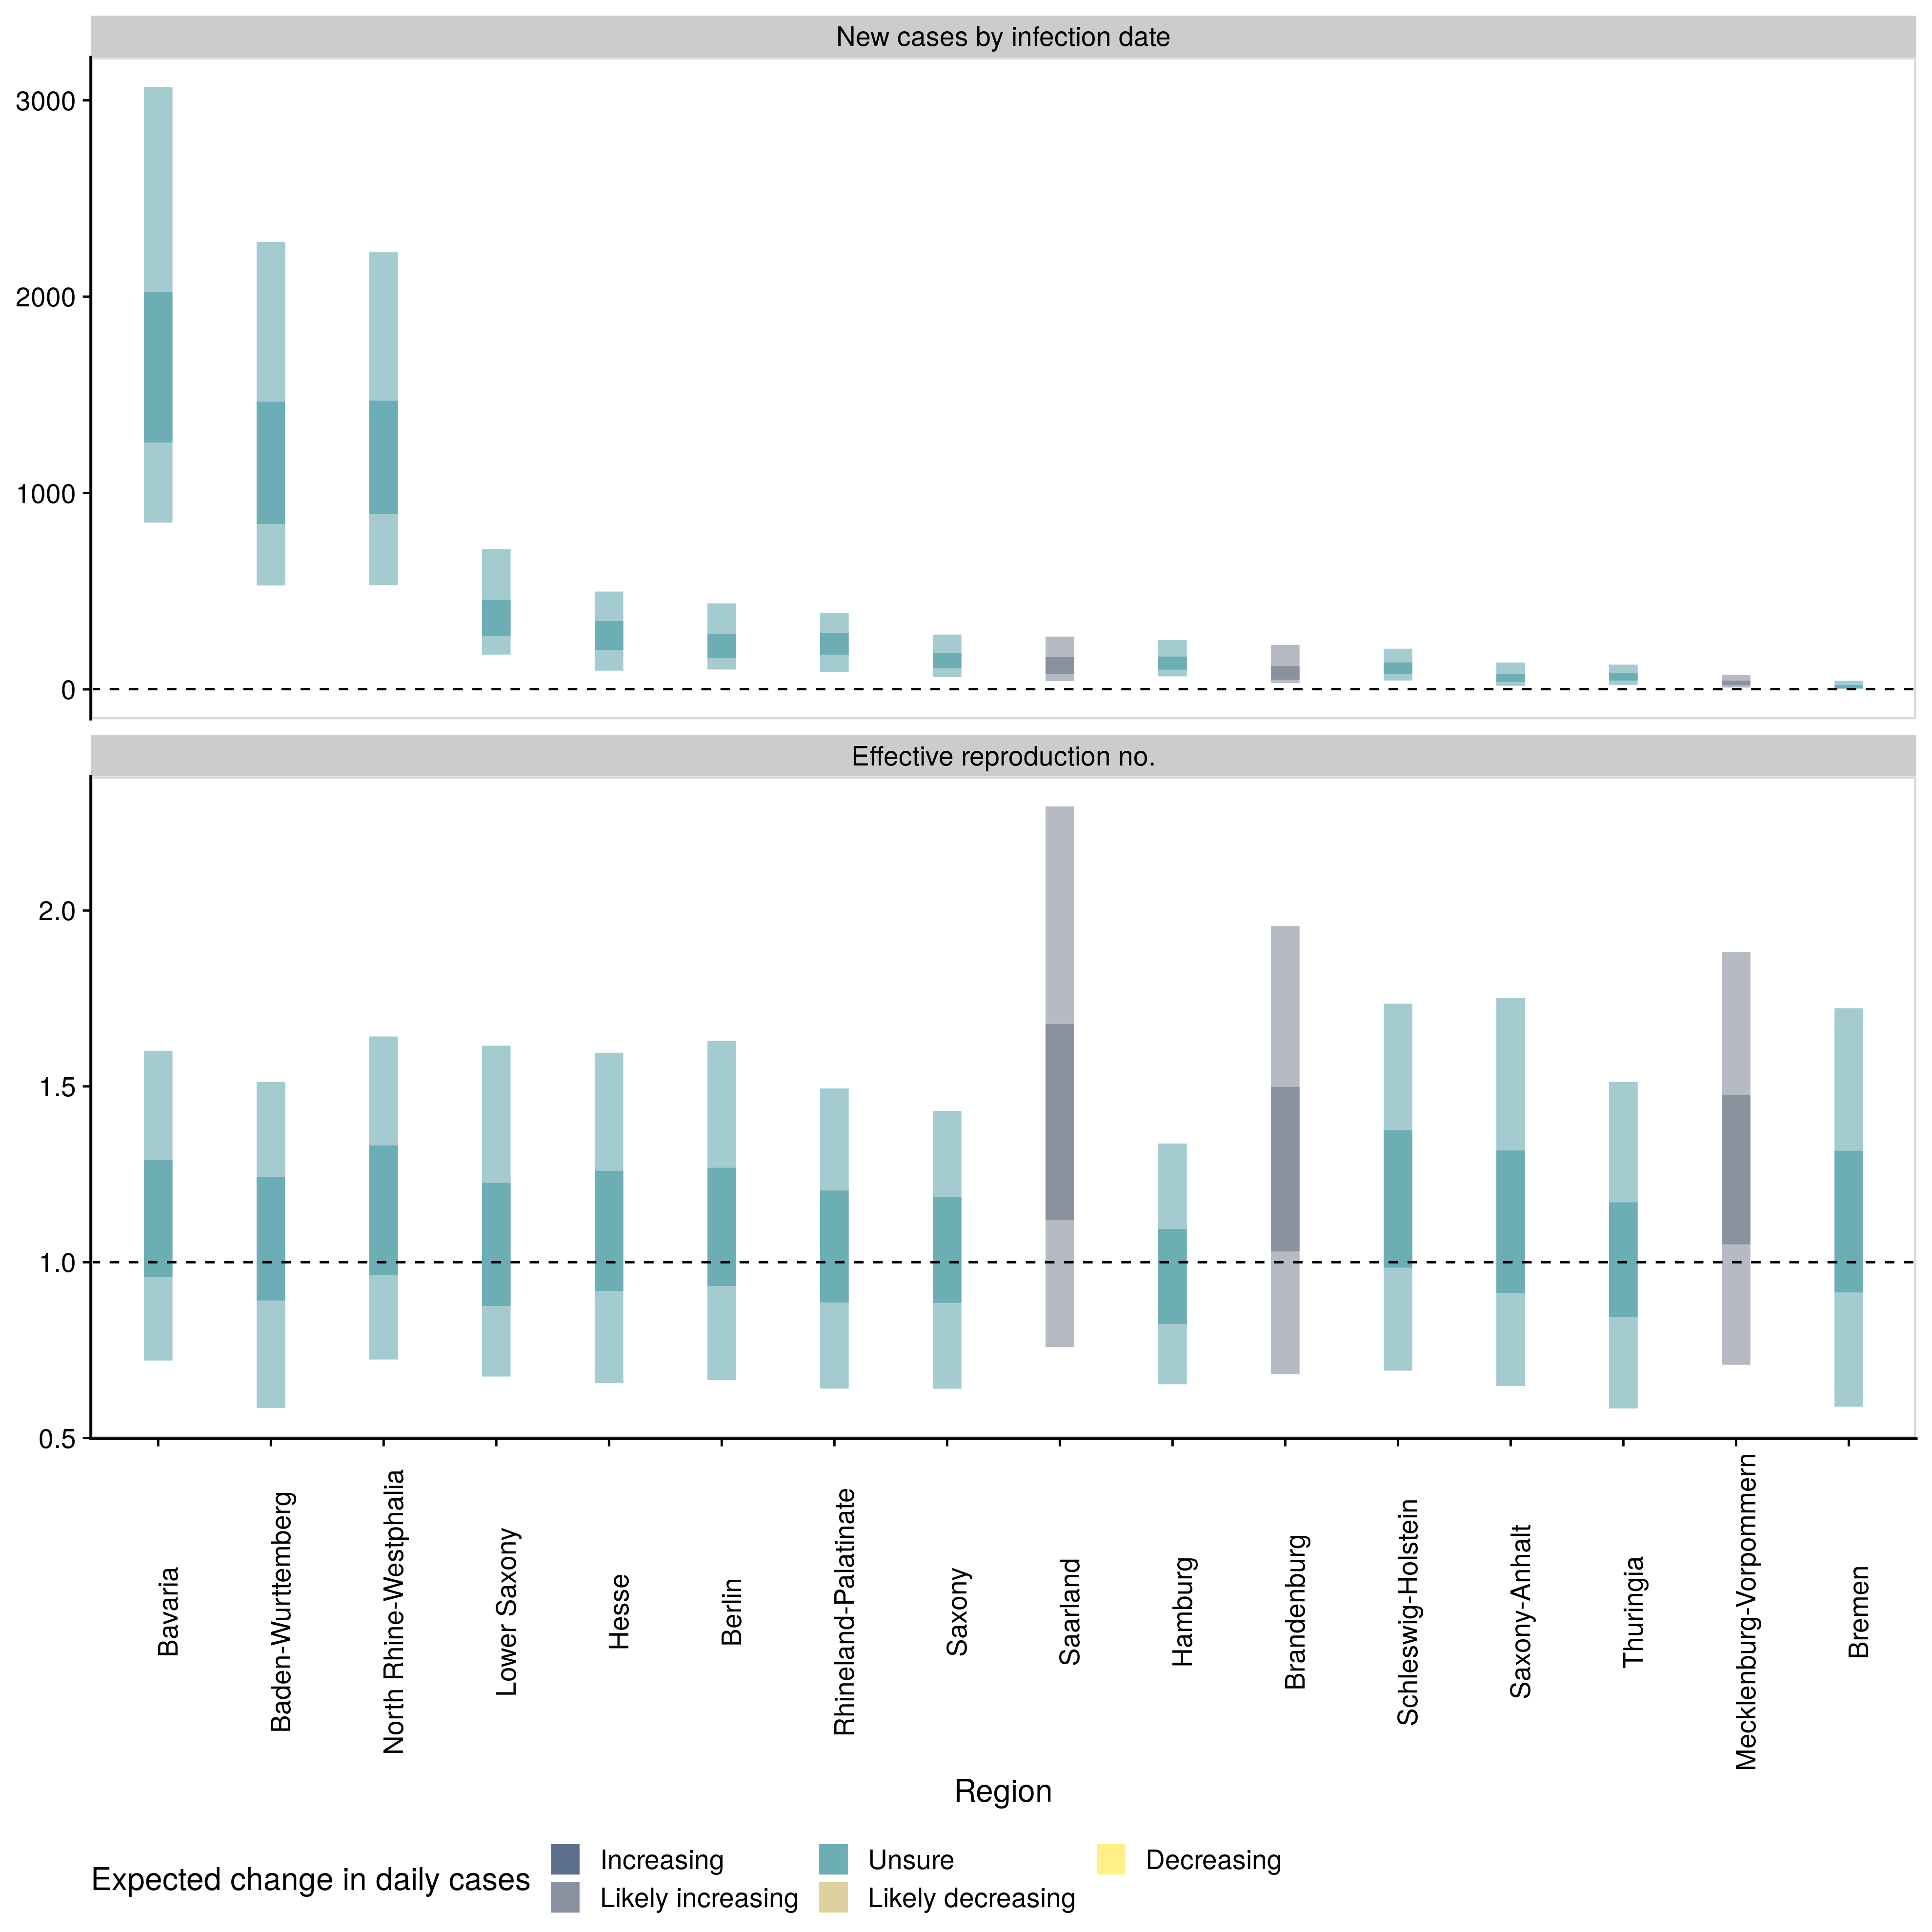 New cases by infection date
3000
2000
1000
0
Effective reproduction no.
2.0
1.5
1.0
0.5
Bavaria
Baden-Wurttemberg
North Rhine-Westphalia
Lower Saxony
Hesse
Berlin
Rhineland-Palatinate
Saxony
Saarland
Hamburg
Brandenburg
Schleswig-Holstein
Saxony-Anhalt
Thuringia
Mecklenburg-Vorpommern
Bremen
Region
Expected change in daily cases
Increasing
Likely increasing
Unsure
Likely decreasing
Decreasing